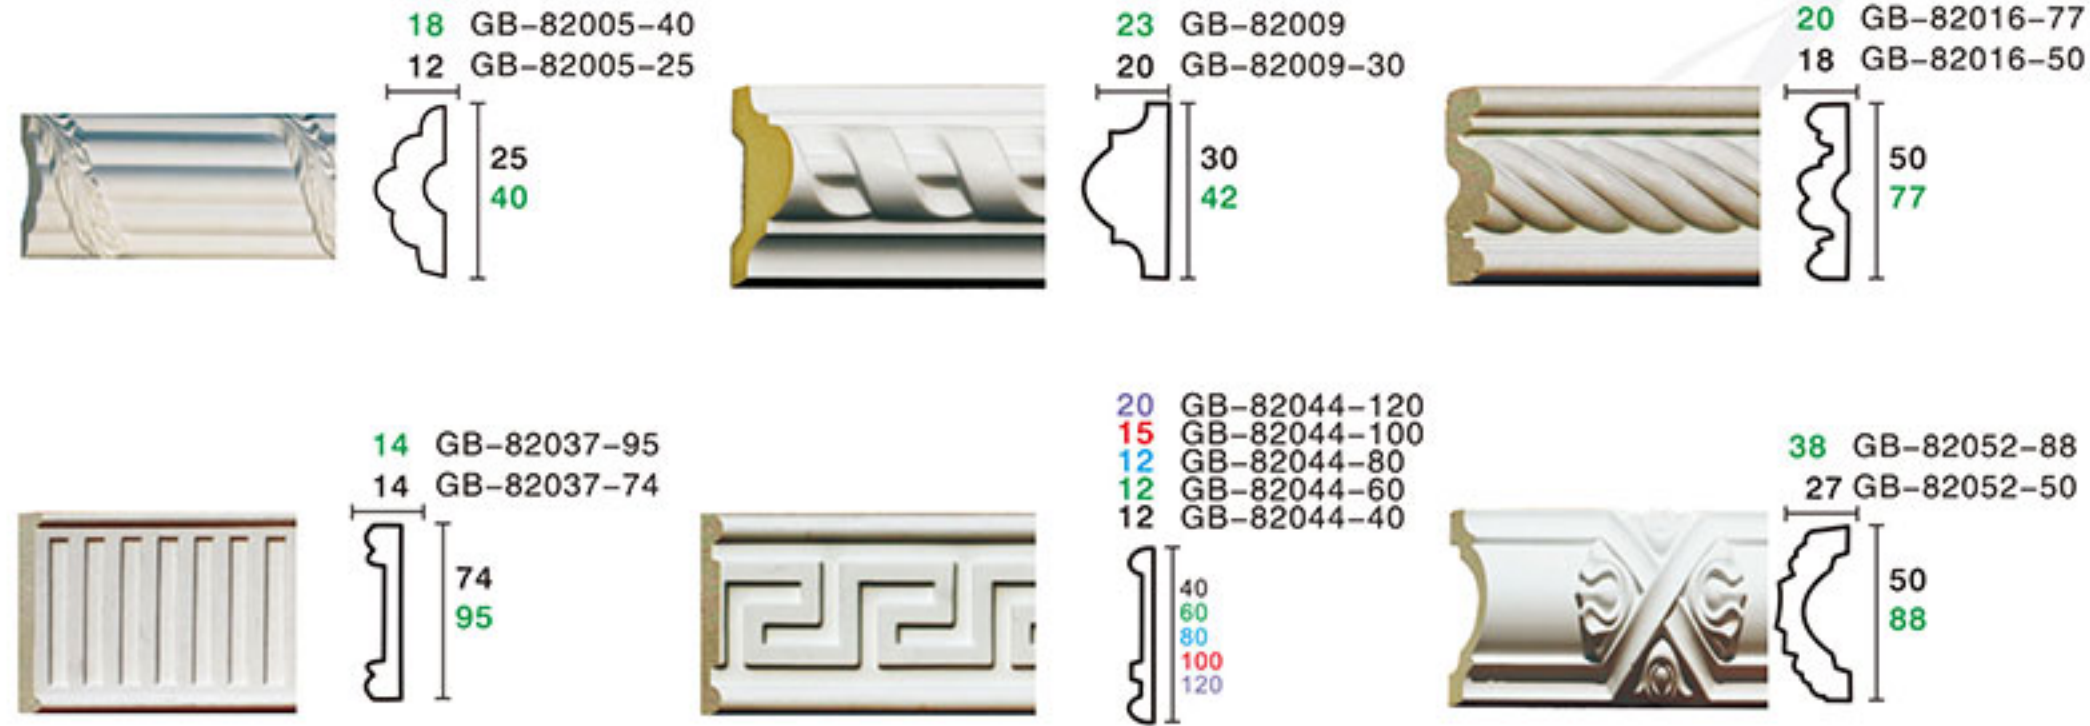 18 GB-82005-40
12 GB-82005-25
25
40
23 GB-82009
20 GB-82009-30
30
42
20 GB-82016-77
18 GB-82016-50
50
77
14 GB-82037-95
14 GB-82037-74
74
95
20 GB-82044-120
15 GB-82044-100
12 GB-82044-80
12 GB-82044-60
12 GB-82044-40
40
60
80
100
120
38 GB-82052-88
27 GB-82052-50
50
88